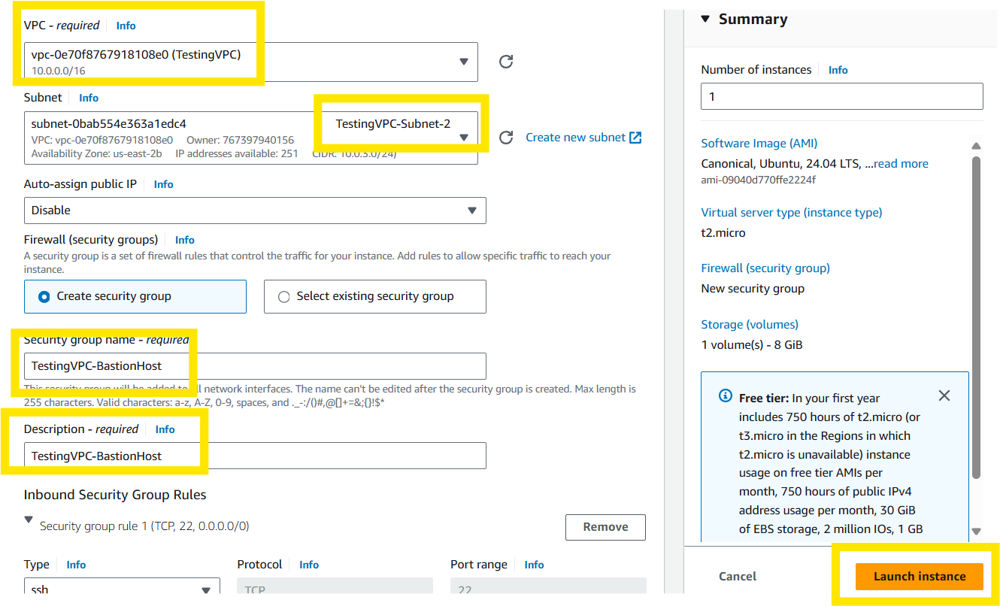 VPC - required Info
vpc-0e70f8767918108e0 (TestingVPC)
10.0.0.0/16
Subnet Info
subnet-0bab554e363a1edc4 TestingVPC-Subnet-2
VPC: vpc-0e70f8767918108e0 Owner: 767397940156
Availability Zone: us-east-2b IP addresses available: 251 CIDR: 10.0.3.0/24)
Create new subnet
Auto-assign public IP Info
Disable
Firewall (security groups) Info
A security group is a set of firewall rules that control the traffic for your instance. Add rules to allow specific traffic to reach your
instance.
Create security group
Select existing security group
Security group name - required
TestingVPC-BastionHost
This security group will be added to all network interfaces. The name can't be edited after the security group is created. Max length is
255 characters. Valid characters: a-z, A-Z, 0-9, spaces, and ._-:/()#,@[]+=&;{}!$*
Description - required Info
TestingVPC-BastionHost
Inbound Security Group Rules
Security group rule 1 (TCP, 22, 0.0.0.0/0)
Remove
Type Info
Protocol Info
Port range Info
ssh
TCP
22
Summary
Number of instances Info
1
Software Image (AMI)
Canonical, Ubuntu, 24.04 LTS, ...read more
ami-09040d770ffe2224f
Virtual server type (instance type)
t2.micro
Firewall (security group)
New security group
Storage (volumes)
1 volume(s) - 8 GiB
Free tier: In your first year
includes 750 hours of t2.micro (or
t3.micro in the Regions in which
t2.micro is unavailable) instance
usage on free tier AMIs per
month, 750 hours of public IPv4
address usage per month, 30 GiB
of EBS storage, 2 million IOs, 1 GB
Cancel
Launch instance